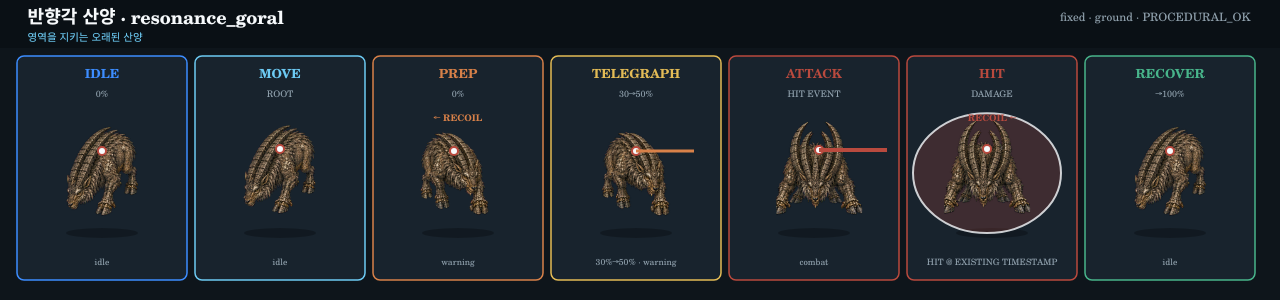 반향각 산양 · resonance_goral
fixed · ground · PROCEDURAL_OK
영역을 지키는 오래된 산양
IDLE
0%
idle
MOVE
ROOT
idle
PREP
0%
← RECOIL
warning
TELEGRAPH
30→50%
30%→50% · warning
ATTACK
HIT EVENT
combat
HIT
DAMAGE
RECOIL →
HIT @ EXISTING TIMESTAMP
RECOVER
→100%
idle